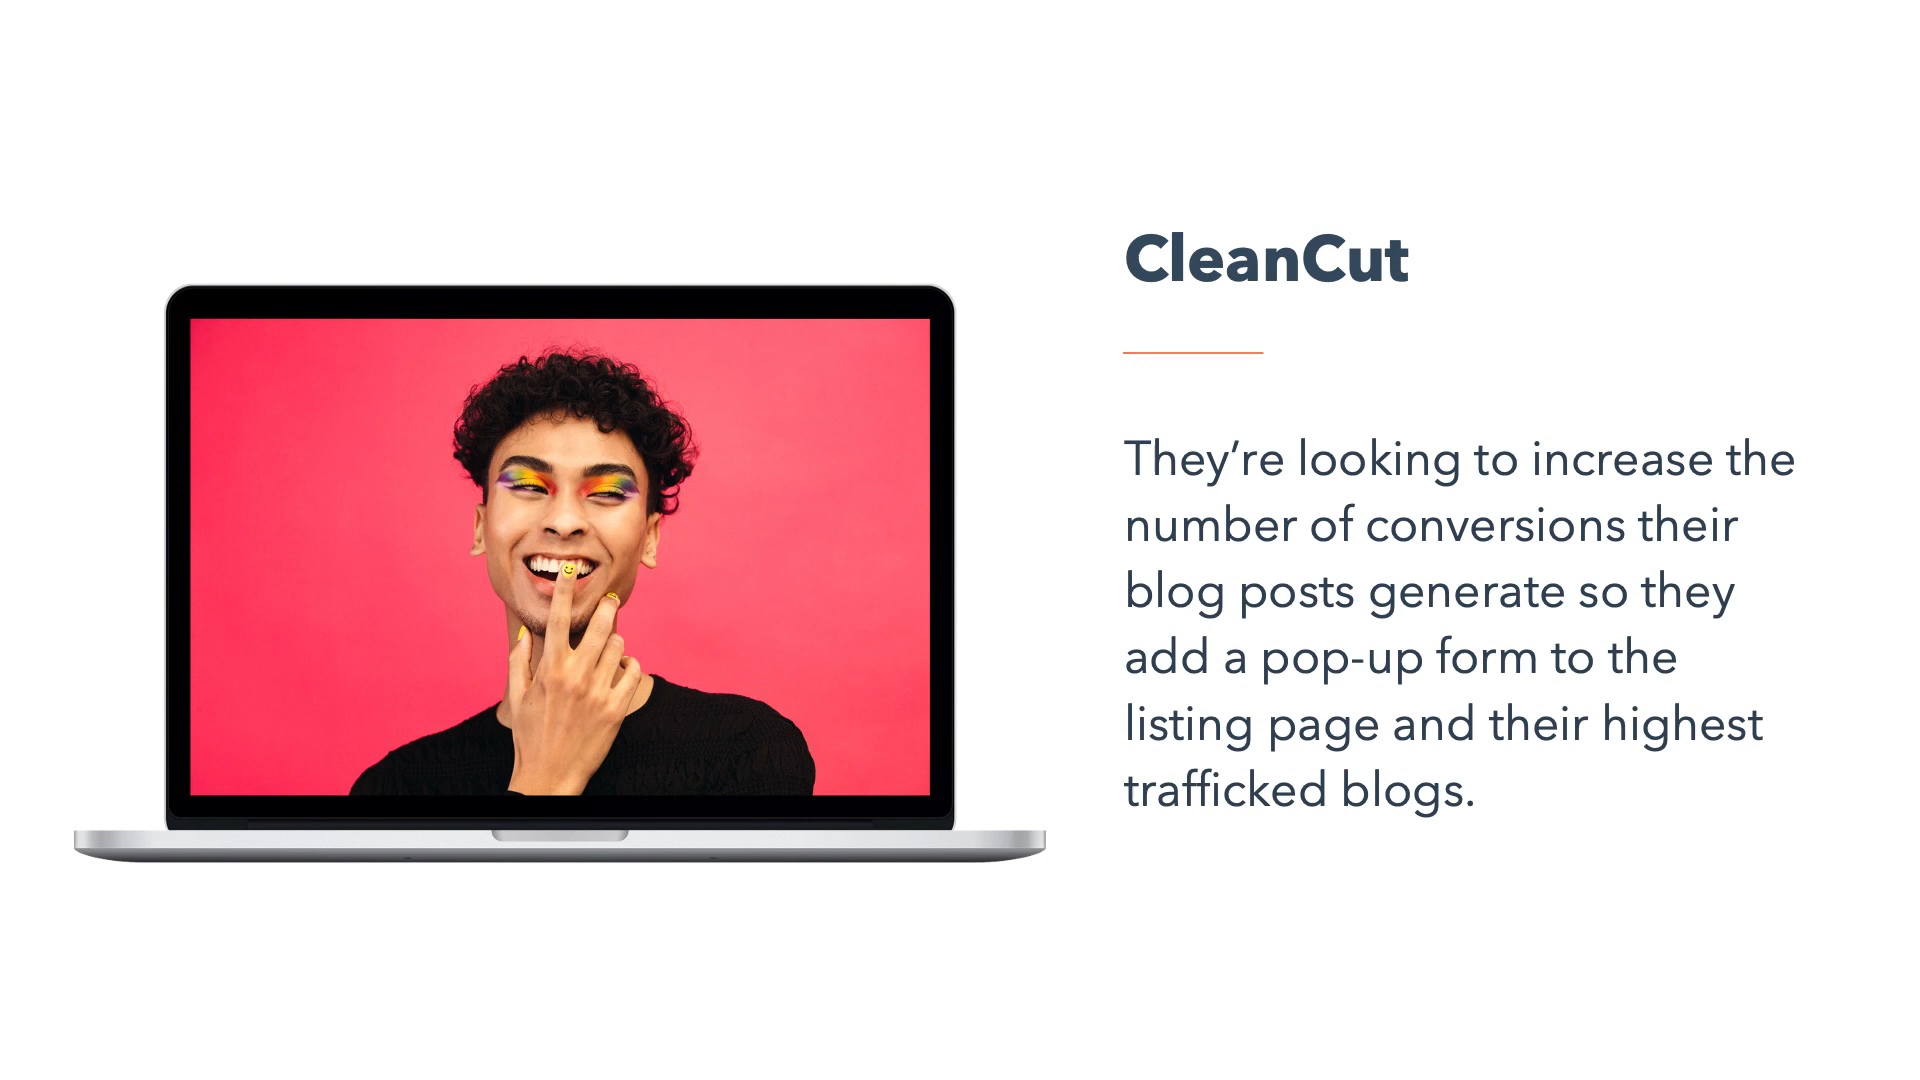 CleanCut
They’re looking to increase the
number of conversions their
blog posts generate so they
add a pop-up form to the
listing page and their highest
trafficked blogs.